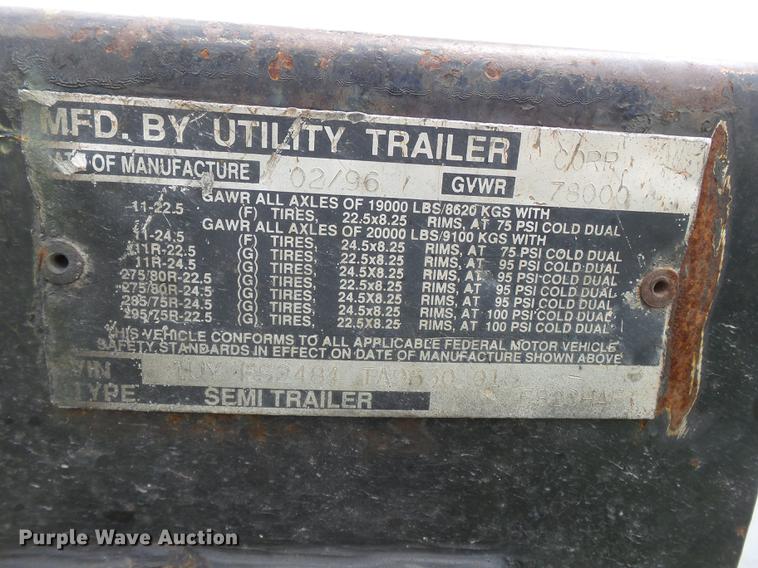 MFD. BY UTILITY TRAILER CORP
OF MANUFACTURE 02/96 GVWR 78000
GAWR ALL AXLES OF 19000 LBS/8620 KGS WITH
11-22.5 (F) TIRES, 22.5x8.25 RIMS, AT 75 PSI COLD DUAL
GAWR ALL AXLES OF 20000 LBS/9100 KGS WITH
11-24.5 (F) TIRES, 24.5x8.25 RIMS, AT 75 PSI COLD DUAL
11R-22.5 (G) TIRES, 22.5x8.25 RIMS, AT 95 PSI COLD DUAL
11R-24.5 (G) TIRES, 24.5X8.25 RIMS, AT 95 PSI COLD DUAL
275/80R-22.5 (G) TIRES, 22.5X8.25 RIMS, AT 95 PSI COLD DUAL
275/80R-24.5 (G) TIRES, 24.5X8.25 RIMS, AT 95 PSI COLD DUAL
285/75R-24.5 (G) TIRES, 24.5X8.25 RIMS, AT 100 PSI COLD DUAL
295/75R-22.5 (G) TIRES, 22.5X8.25 RIMS, AT 100 PSI COLD DUAL
THIS VEHICLE CONFORMS TO ALL APPLICABLE FEDERAL MOTOR VEHICLE
SAFETY STANDARDS IN EFFECT ON DATE OF MANUFACTURE SHOWN ABOVE
VIN
TYPE SEMI TRAILER
Purple Wave Auction